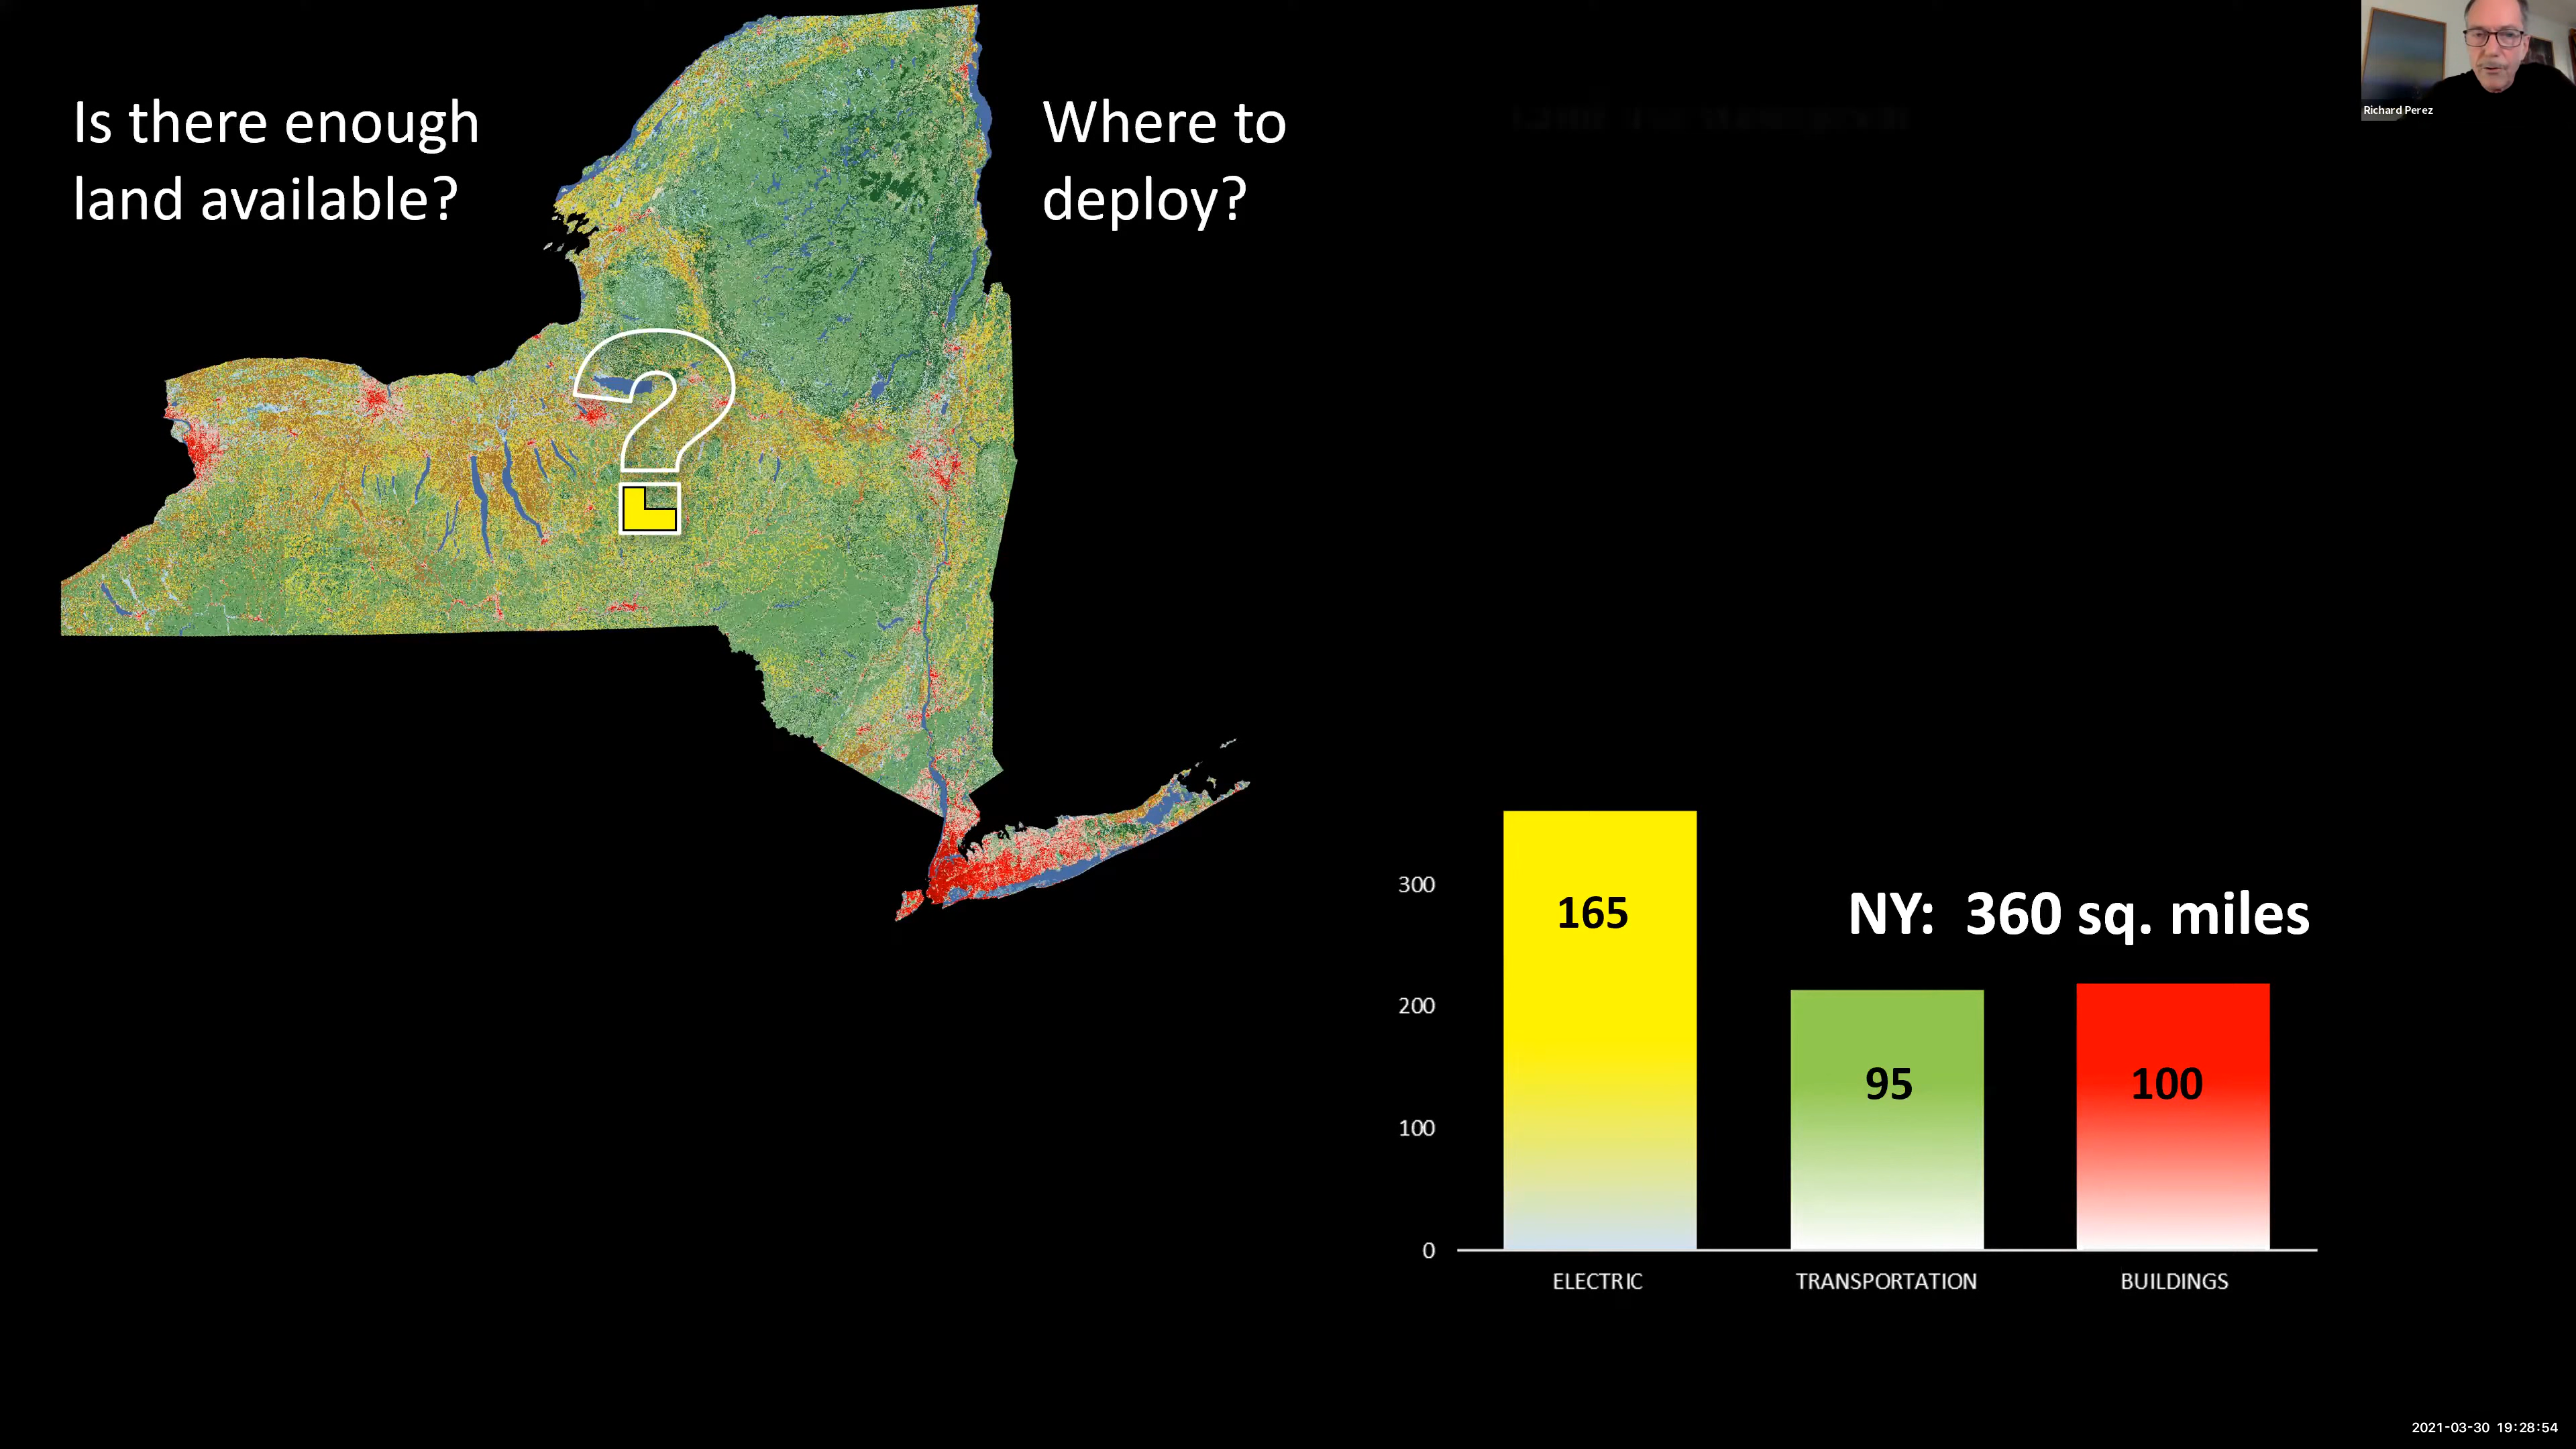 Is there enough
land available?
Where to
deploy?
Richard Perez
?
300
200
100
0
165
NY: 360 sq. miles
95
100
ELECTRIC
TRANSPORTATION
BUILDINGS
2021-03-30 19:28:54